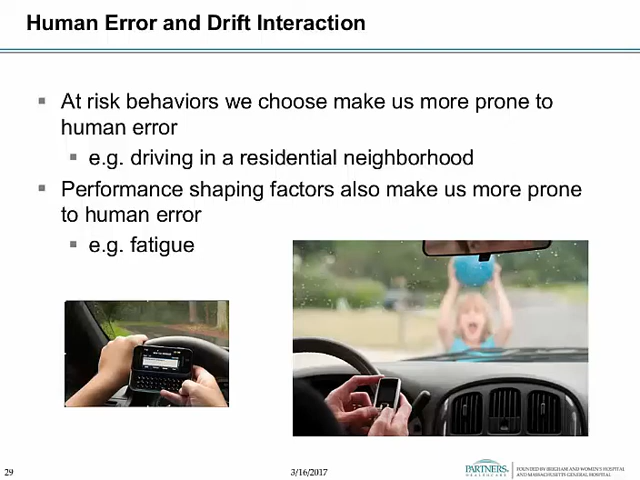 Human Error and Drift Interaction
At risk behaviors we choose make us more prone to
human error
e.g. driving in a residential neighborhood
Performance shaping factors also make us more prone
to human error
e.g. fatigue
29
3/16/2017
PARTNERS.
HEALTHCARE
FOUNDED BY BRIGHAM AND WOMEN'S HOSPITAL
AND MASSACHUSETTS GENERAL HOSPITAL